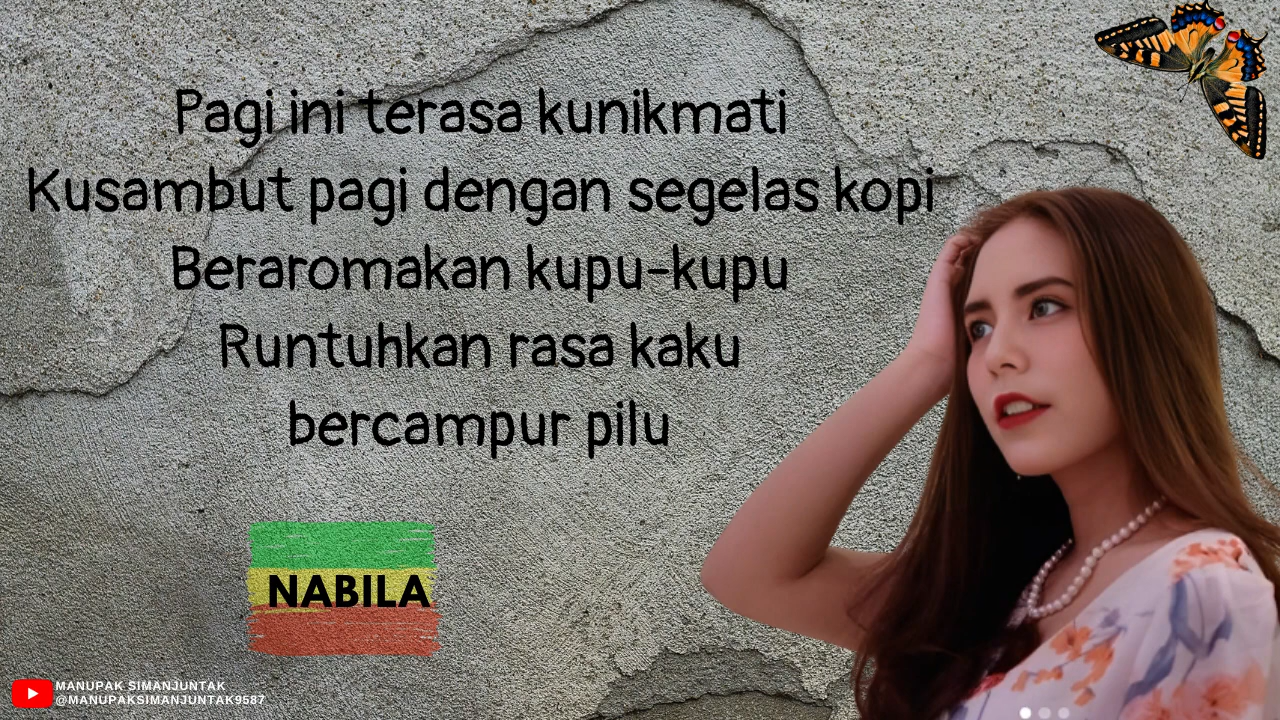 Pagi ini terasa kunikmati
Kusambut pagi dengan segelas kopi
Beraromakan kupu-kupu
Runtuhkan rasa kaku
bercampur pilu
NABILA
MANUPAK SIMANJUNTAK
@MANUPAKSIMANJUNTAK9587